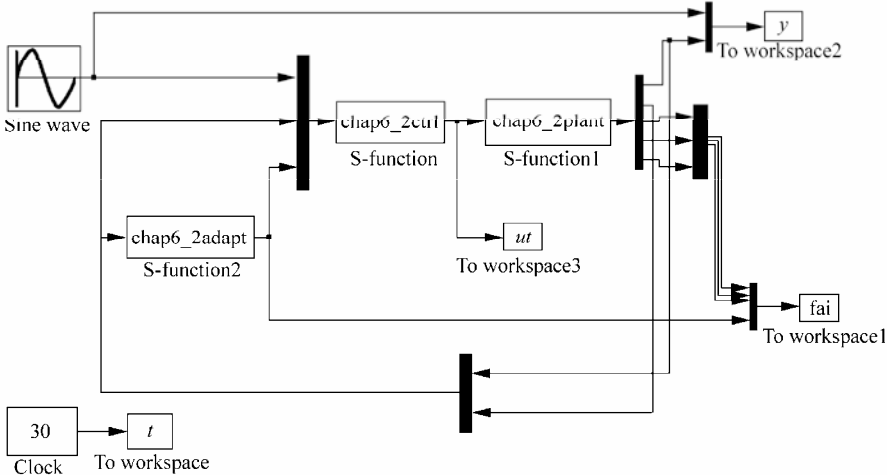 y
To workspace2
Sine wave
chap6_2ctrl
S-function
chap6_2plant
S-function1
chap6_2adapt
S-function2
ut
To workspace3
fai
To workspace1
30
Clock
t
To workspace